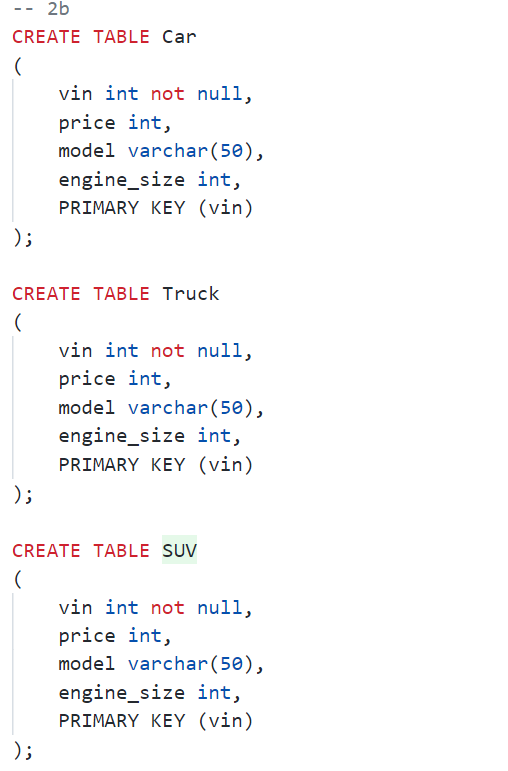 -- 2b
CREATE TABLE Car
(
vin int not null,
price int,
model varchar(50),
engine_size int,
PRIMARY KEY (vin)
);
CREATE TABLE Truck
(
vin int not null,
price int,
model varchar(50),
engine_size int,
PRIMARY KEY (vin)
);
CREATE TABLE SUV
(
vin int not null,
price int,
model varchar(50),
engine_size int,
PRIMARY KEY (vin)
);